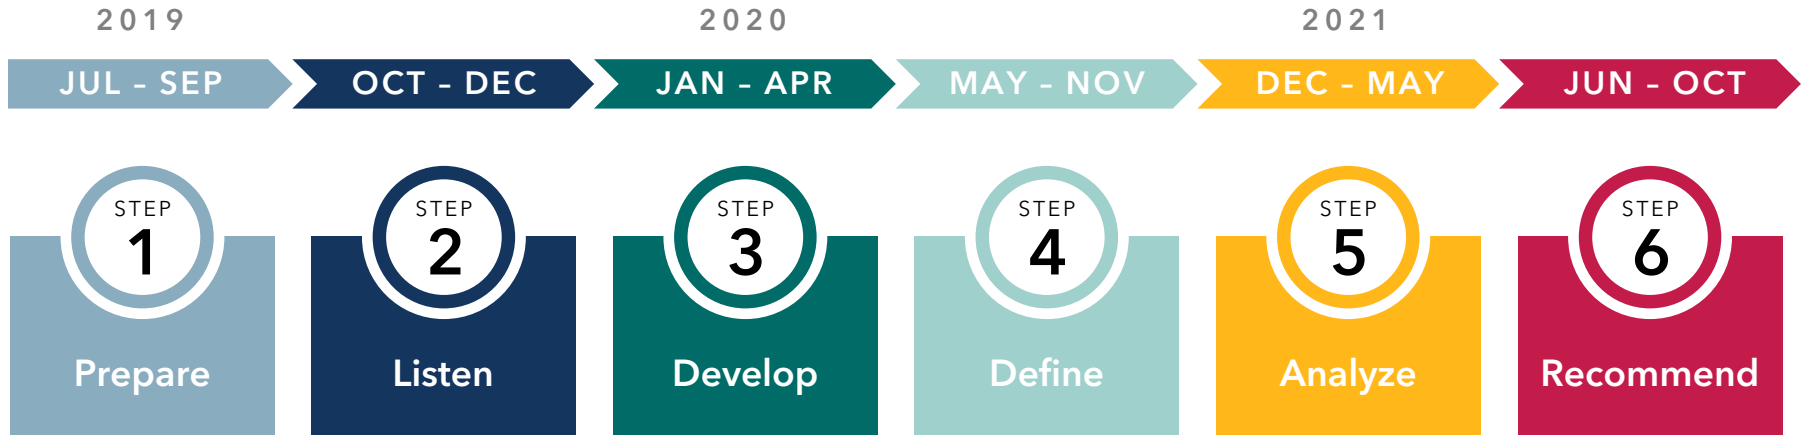 2019
2020
2021
JUL – SEP
OCT – DEC
JAN – APR
MAY – NOV
DEC – MAY
JUN – OCT
STEP
1
Prepare
STEP
2
Listen
STEP
3
Develop
STEP
4
Define
STEP
5
Analyze
STEP
6
Recommend